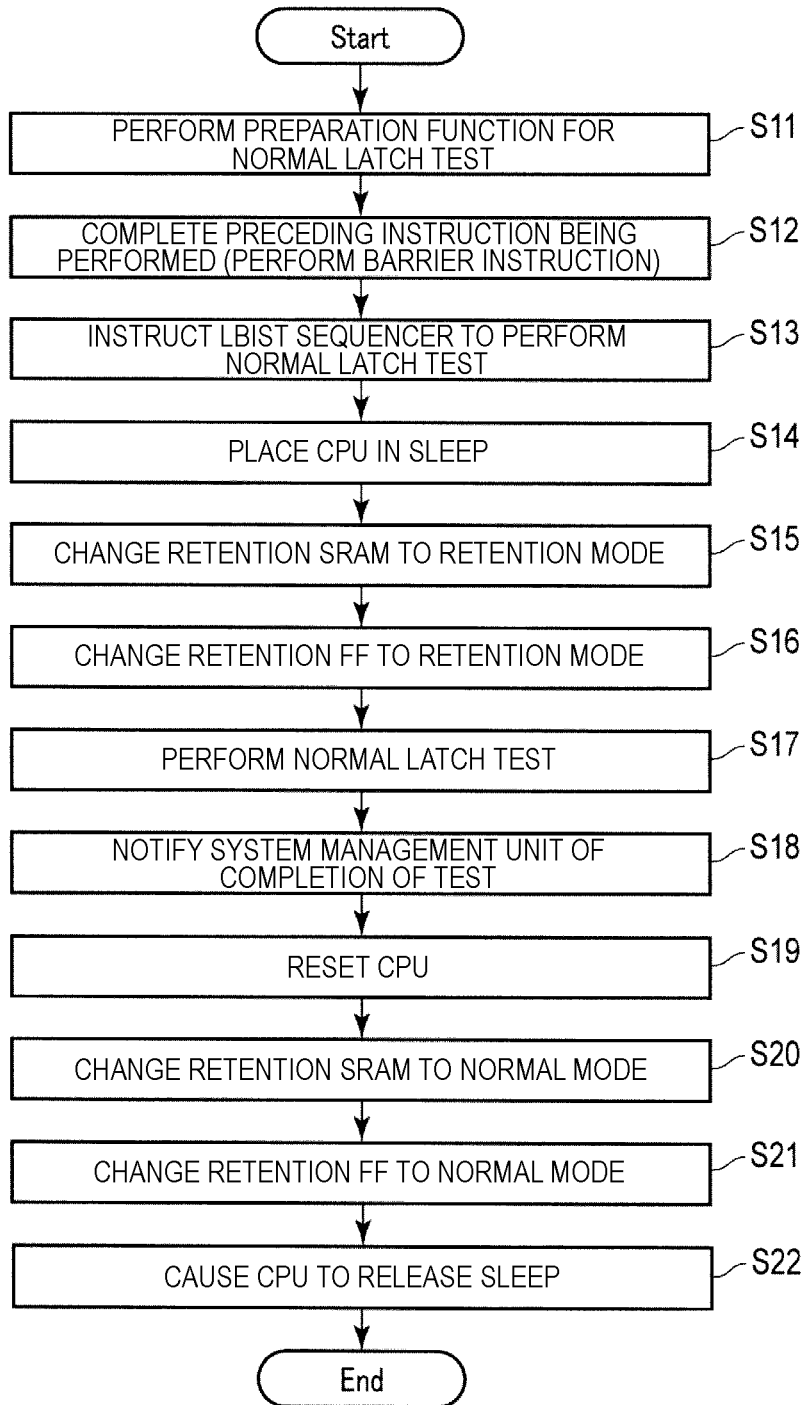 Start
PERFORM PREPARATION FUNCTION FOR
NORMAL LATCH TEST
S11
COMPLETE PRECEDING INSTRUCTION BEING
PERFORMED (PERFORM BARRIER INSTRUCTION)
S12
INSTRUCT LBIST SEQUENCER TO PERFORM
NORMAL LATCH TEST
S13
PLACE CPU IN SLEEP
S14
CHANGE RETENTION SRAM TO RETENTION MODE
S15
CHANGE RETENTION FF TO RETENTION MODE
S16
PERFORM NORMAL LATCH TEST
S17
NOTIFY SYSTEM MANAGEMENT UNIT OF
COMPLETION OF TEST
S18
RESET CPU
S19
CHANGE RETENTION SRAM TO NORMAL MODE
S20
CHANGE RETENTION FF TO NORMAL MODE
S21
CAUSE CPU TO RELEASE SLEEP
S22
End